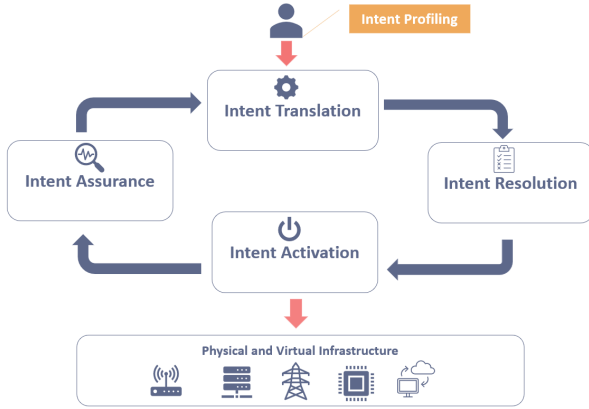 Intent Profiling
Intent Translation
Intent Assurance
Intent Resolution
Intent Activation
Physical and Virtual Infrastructure